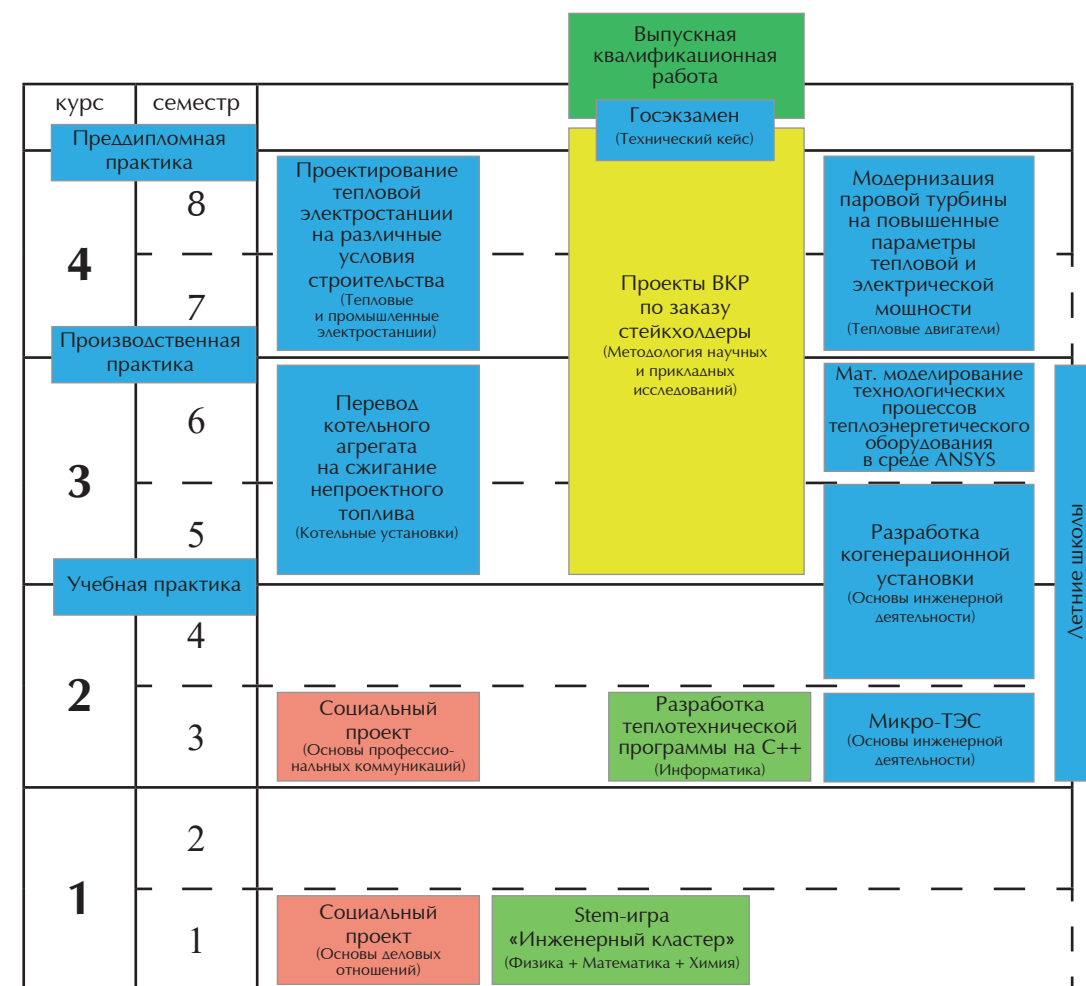 Выпускная
квалификационная
работа
курс
семестр
Госэкзамен
(Технический кейс)
Преддипломная
практика
4
8
7
Проектирование
тепловой
электростанции
на различные
условия
строительства
(Тепловые
и промышленные
электростанции)
Проекты ВКР
по заказу
стейкхолдеры
(Методология научных
и прикладных
исследований)
Модернизация
паровой турбины
на повышенные
параметры
тепловой и
электрической
мощности
(Тепловые двигатели)
Производственная
практика
3
6
5
Перевод
котельного
агрегата
на сжигание
непроектного
топлива
(Котельные установки)
Мат. моделирование
технологических
процессов
теплоэнергетического
оборудования
в среде ANSYS
Разработка
когенерационной
установки
(Основы инженерной
деятельности)
Летние школы
Учебная практика
2
4
3
Социальный
проект
(Основы профессио-
нальных коммуникаций)
Разработка
теплотехнической
программы на С++
(Информатика)
Микро-ТЭС
(Основы инженерной
деятельности)
1
2
1
Социальный
проект
(Основы деловых
отношений)
Stem-игра
«Инженерный кластер»
(Физика + Математика + Химия)